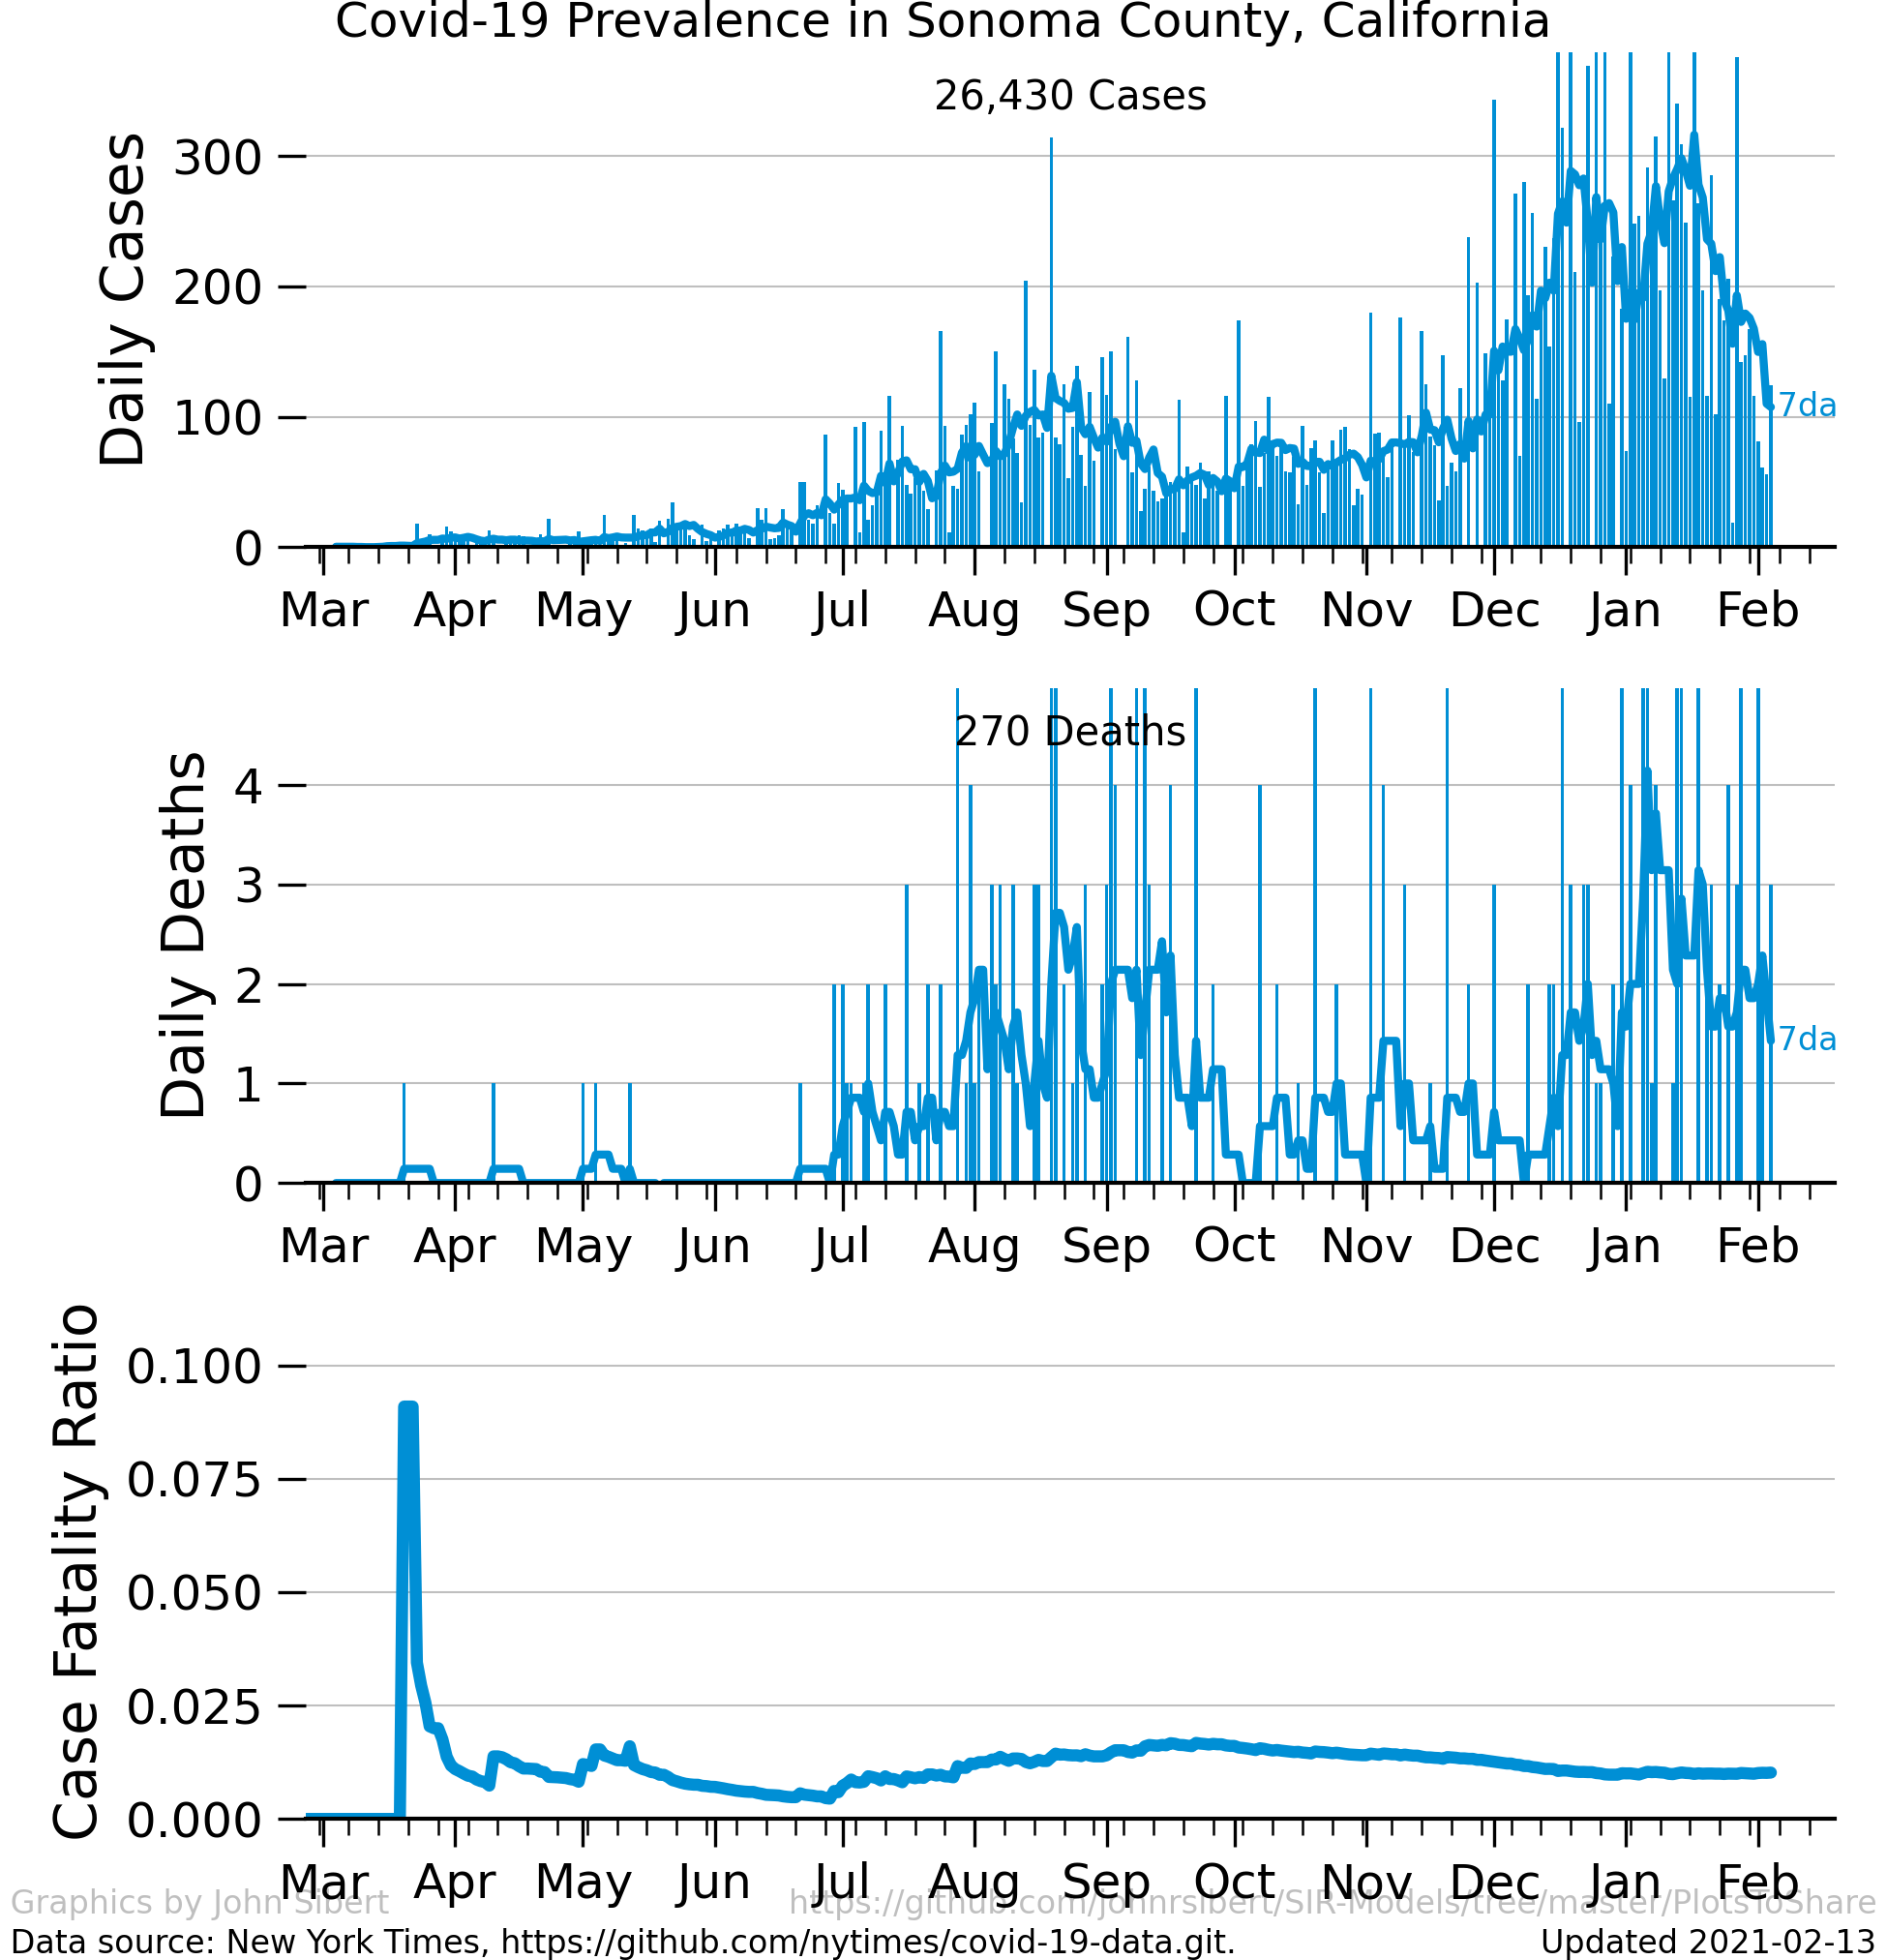 Covid-19 Prevalence in Sonoma County, California
26,430 Cases
Daily Cases
300
200
100
0
7da
Mar Apr May Jun Jul Aug Sep Oct Nov Dec Jan Feb
270 Deaths
Daily Deaths
4
3
2
1
0
7da
Mar Apr May Jun Jul Aug Sep Oct Nov Dec Jan Feb
Case Fatality Ratio
0.100
0.075
0.050
0.025
0.000
Mar Apr May Jun Jul Aug Sep Oct Nov Dec Jan Feb
Graphics by John Sibert https://github.com/johnrsibert/SIR-Models/tree/master/PlotsToShare
Data source: New York Times, https://github.com/nytimes/covid-19-data.git. Updated 2021-02-13